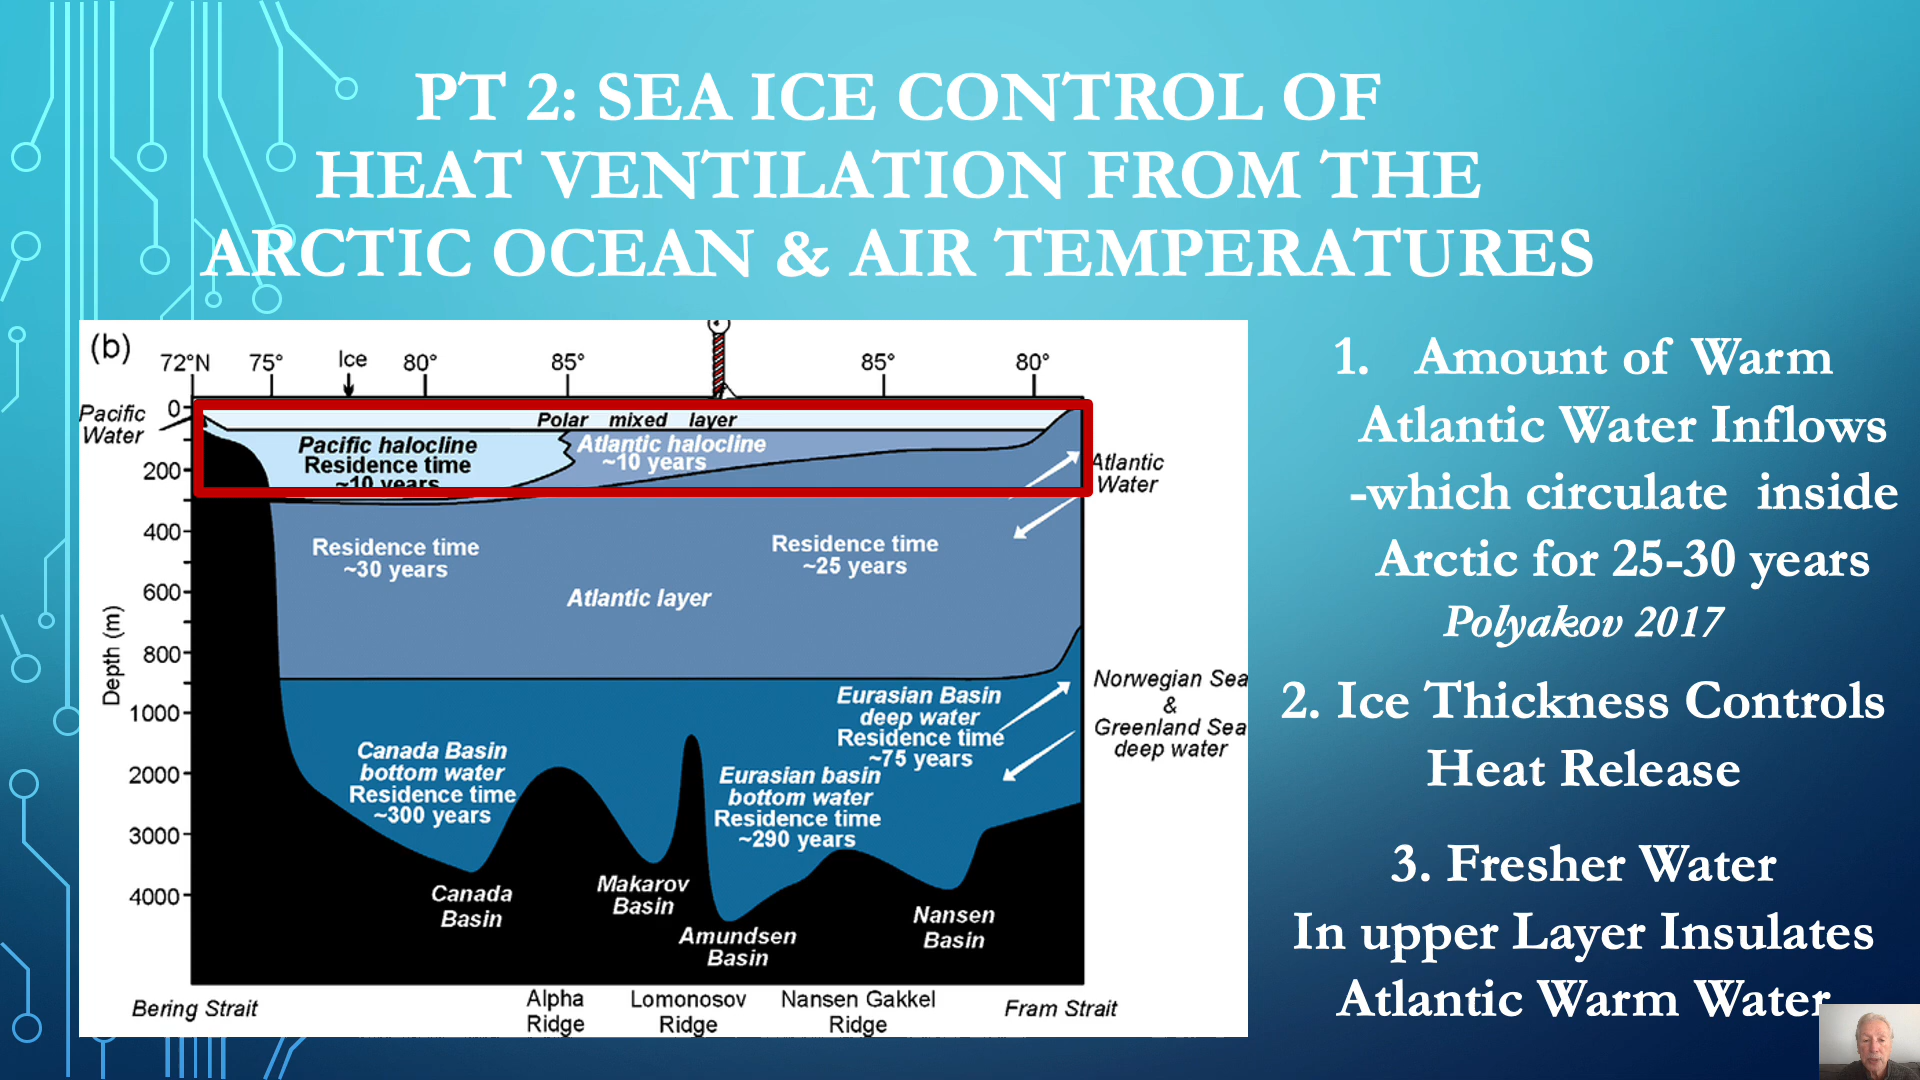 PT 2: SEA ICE CONTROL OF
HEAT VENTILATION FROM THE
ARCTIC OCEAN & AIR TEMPERATURES
(b)
72°N 75° Ice 80° 85° 85° 80°
Pacific
Water
0
200
400
600
800
1000
2000
3000
4000
Depth (m)
Polar mixed layer
Pacific halocline
Residence time
~10 years
Atlantic halocline
~10 years
Atlantic
Water
Residence time
~30 years
Residence time
~25 years
Atlantic layer
Norwegian Sea
&
Greenland Sea
deep water
Eurasian Basin
deep water
Residence time
~75 years
Canada Basin
bottom water
Residence time
~300 years
Eurasian basin
bottom water
Residence time
~290 years
Canada
Basin
Makarov
Basin
Amundsen
Basin
Nansen
Basin
Bering Strait
Alpha
Ridge
Lomonosov
Ridge
Nansen Gakkel
Ridge
Fram Strait
1. Amount of Warm
Atlantic Water Inflows
-which circulate inside
Arctic for 25-30 years
Polyakov 2017
2. Ice Thickness Controls
Heat Release
3. Fresher Water
In upper Layer Insulates
Atlantic Warm Water